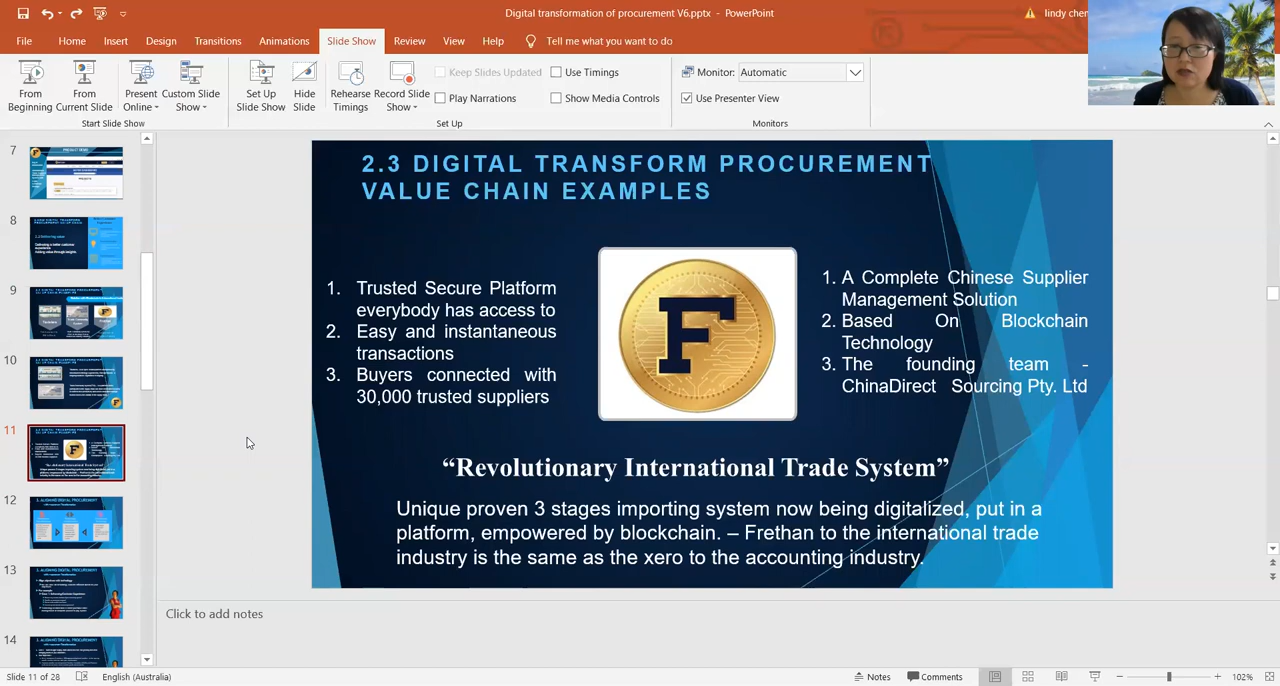 Digital transformation of procurement V6.pptx - PowerPoint
lindy chen
File Home Insert Design Transitions Animations Slide Show Review View Help Tell me what you want to do
From Beginning
From Current Slide
Present Online
Custom Slide Show
Set Up Slide Show
Hide Slide
Rehearse Timings
Record Slide Show
Keep Slides Updated
Use Timings
Play Narrations
Show Media Controls
Monitor: Automatic
Use Presenter View
Start Slide Show
Set Up
Monitors
7
8
9
10
11
12
13
14
2.3 DIGITAL TRANSFORM PROCUREMENT
VALUE CHAIN EXAMPLES
1. Trusted Secure Platform
everybody has access to
2. Easy and instantaneous
transactions
3. Buyers connected with
30,000 trusted suppliers
F
1. A Complete Chinese Supplier
Management Solution
2. Based On Blockchain
Technology
3. The founding team -
ChinaDirect Sourcing Pty. Ltd
“Revolutionary International Trade System”
Unique proven 3 stages importing system now being digitalized, put in a
platform, empowered by blockchain. – Frethan to the international trade
industry is the same as the xero to the accounting industry.
Click to add notes
Slide 11 of 28
English (Australia)
Notes
Comments
102%